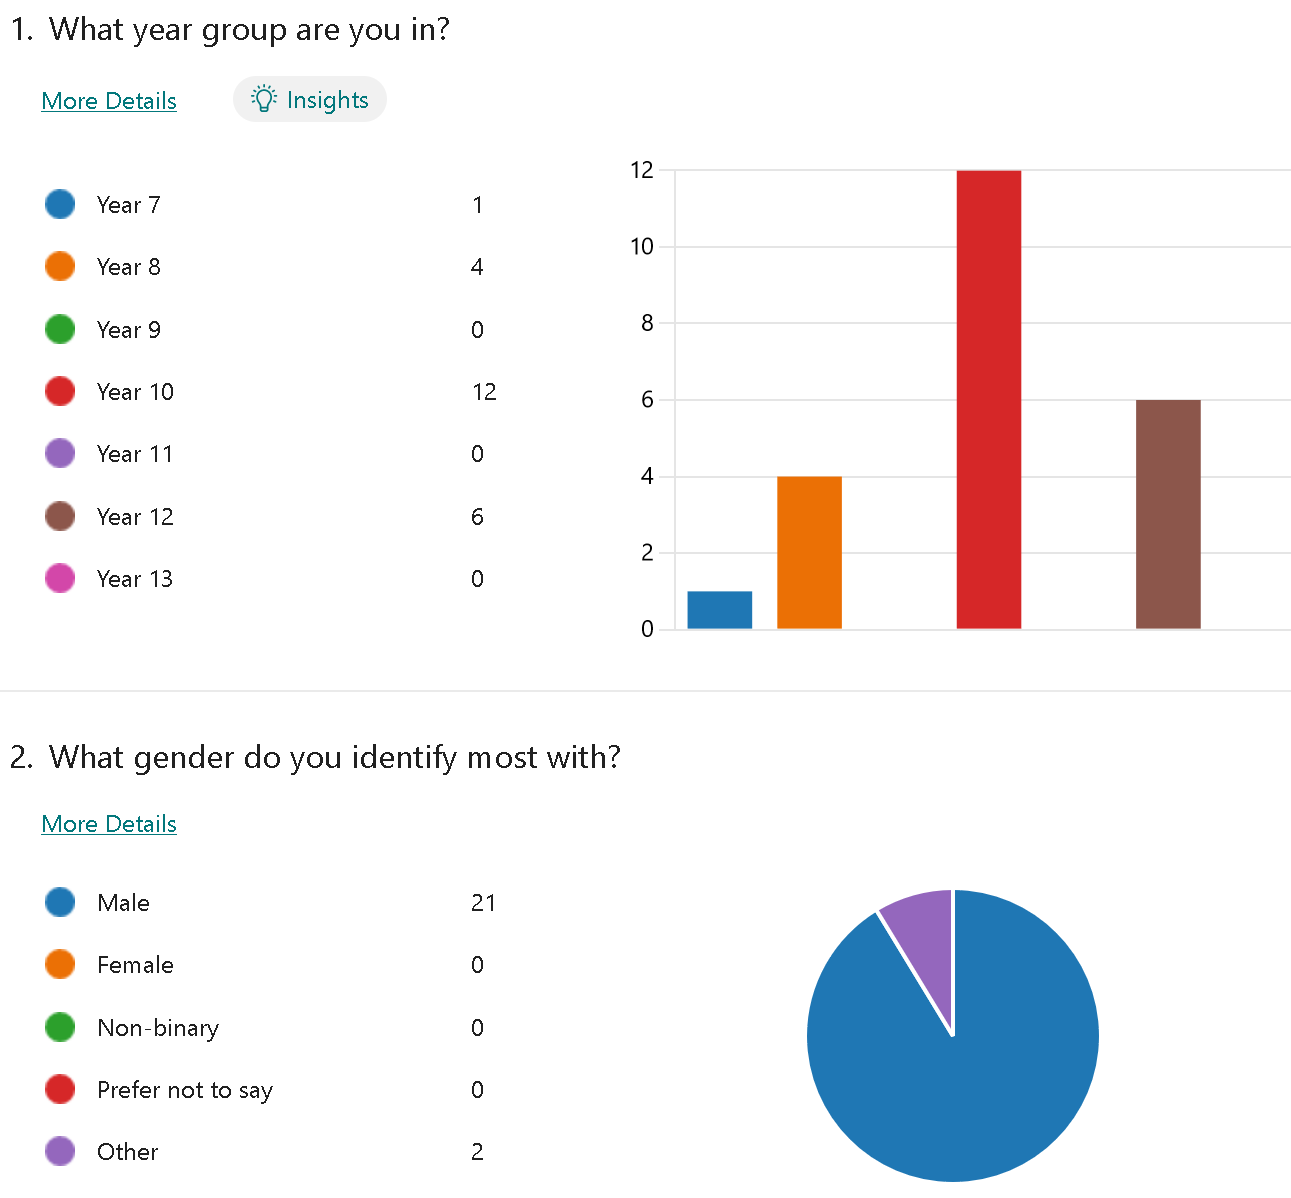 1. What year group are you in?
More Details
Insights
Year 7 1
Year 8 4
Year 9 0
Year 10 12
Year 11 0
Year 12 6
Year 13 0
12
10
8
6
4
2
0
2. What gender do you identify most with?
More Details
Male 21
Female 0
Non-binary 0
Prefer not to say 0
Other 2